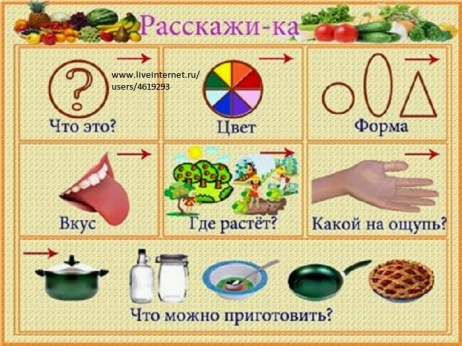 Расскажи-ка
www.liveinternet.ru/
users/4619293
Что это?
Цвет
Форма
Вкус
Где растёт?
Какой на ощупь?
Что можно приготовить?